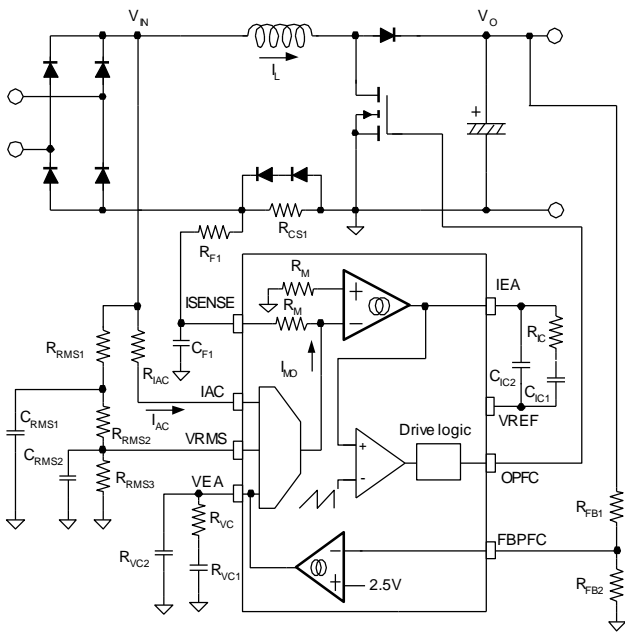 VIN
VO
IL
RCS1
RF1
RM
ISENSE
RM
IEA
RIC
CF1
CIC2
CIC1
RRMS1
RIAC
IMO
IAC
VREF
IAC
CRMS1
RRMS2
VRMS
Drive logic
CRMS2
RRMS3
VEA
OPFC
RVC
RFB1
FBPFC
RVC2
RVC1
2.5V
RFB2
+
+
-
+
-
-
+